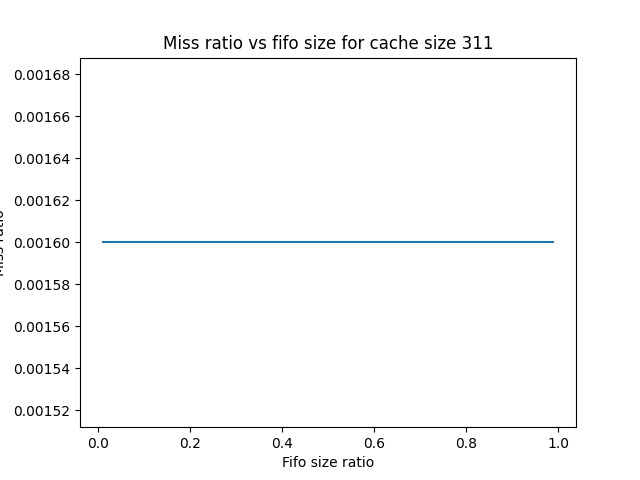 Miss ratio vs fifo size for cache size 311
0.00168
0.00166
0.00164
0.00162
0.00160
0.00158
0.00156
0.00154
0.00152
Miss ratio
0.0 0.2 0.4 0.6 0.8 1.0
Fifo size ratio